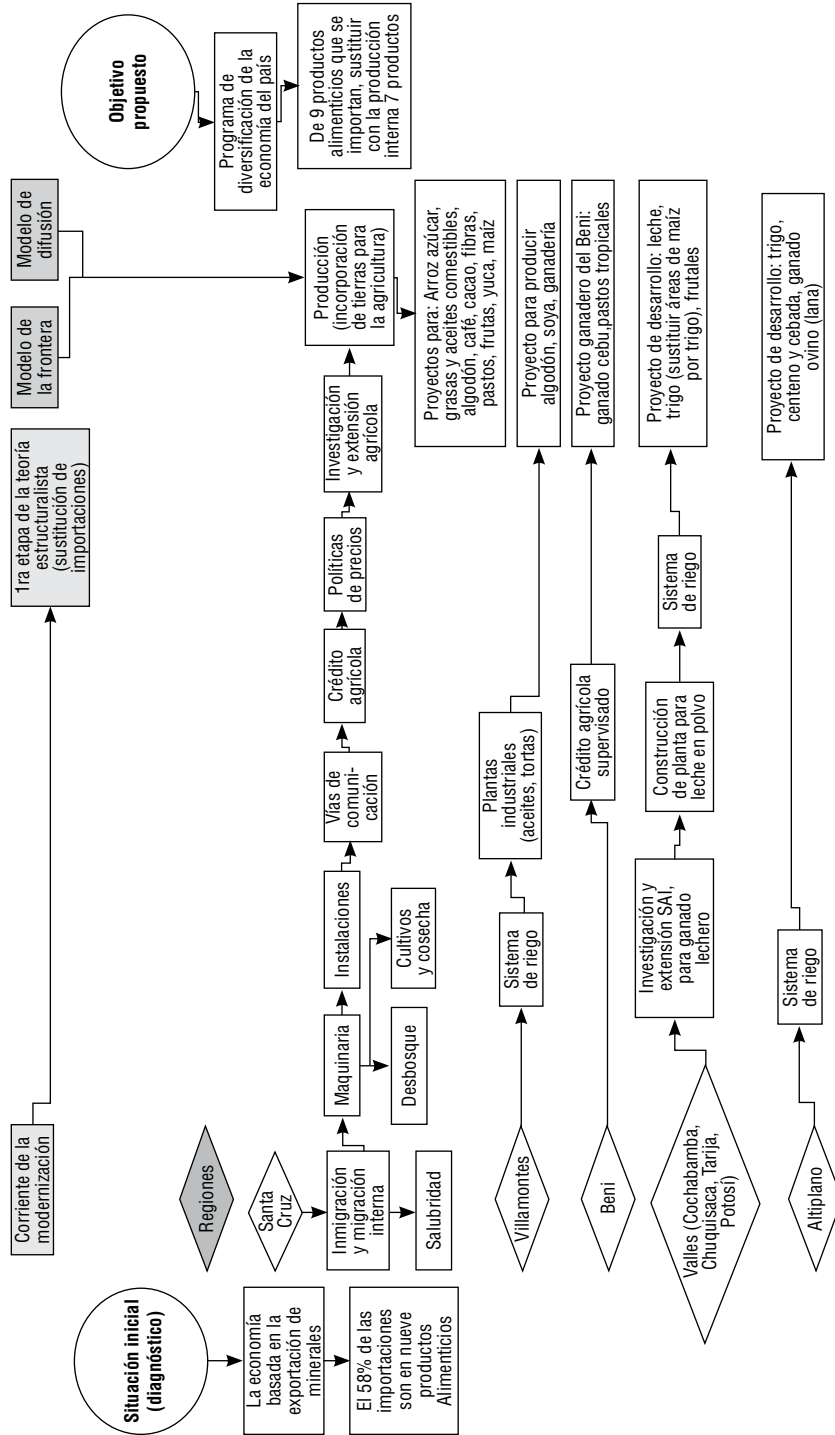 Corriente de la
modernización
1ra etapa de la teoría
estructuralista
(sustitución de
importaciones)
Modelo de
la frontera
Modelo de
difusión
Situación inicial
(diagnóstico)
La economía
basada en la
exportación de
minerales
El 58% de las
importaciones
son en nueve
productos
Alimenticios
Regiones
Santa
Cruz
Inmigración
y migración
interna
Salubridad
Maquinaria
Desbosque
Cultivos
y cosecha
Instalaciones
Vías de
comuni-
cación
Crédito
agrícola
Políticas
de precios
Investigación
y extensión
agrícola
Producción
(incorporación
de tierras para
la agricultura)
Proyectos para: Arroz azúcar,
grasas y aceites comestibles,
algodón, café, cacao, fibras,
pastos, frutas, yuca, maíz
Objetivo
propuesto
Programa de
diversificación de la
economía del país
De 9 productos
alimenticios que se
importan, sustituir
con la producción
interna 7 productos
Villamontes
Sistema
de riego
Plantas
industriales
(aceites, tortas)
Proyecto para producir
algodón, soya, ganadería
Beni
Crédito agrícola
supervisado
Proyecto ganadero del Beni:
ganado cebu,pastos tropicales
Valles (Cochabamba,
Chuquisaca, Tarija,
Potosí)
Investigación y
extensión SAI,
para ganado
lechero
Construcción
de planta para
leche en polvo
Sistema
de riego
Proyecto de desarrollo: leche,
trigo (sustituir áreas de maíz
por trigo), frutales
Altiplano
Sistema
de riego
Proyecto de desarrollo: trigo,
centeno y cebada, ganado
ovino (lana)